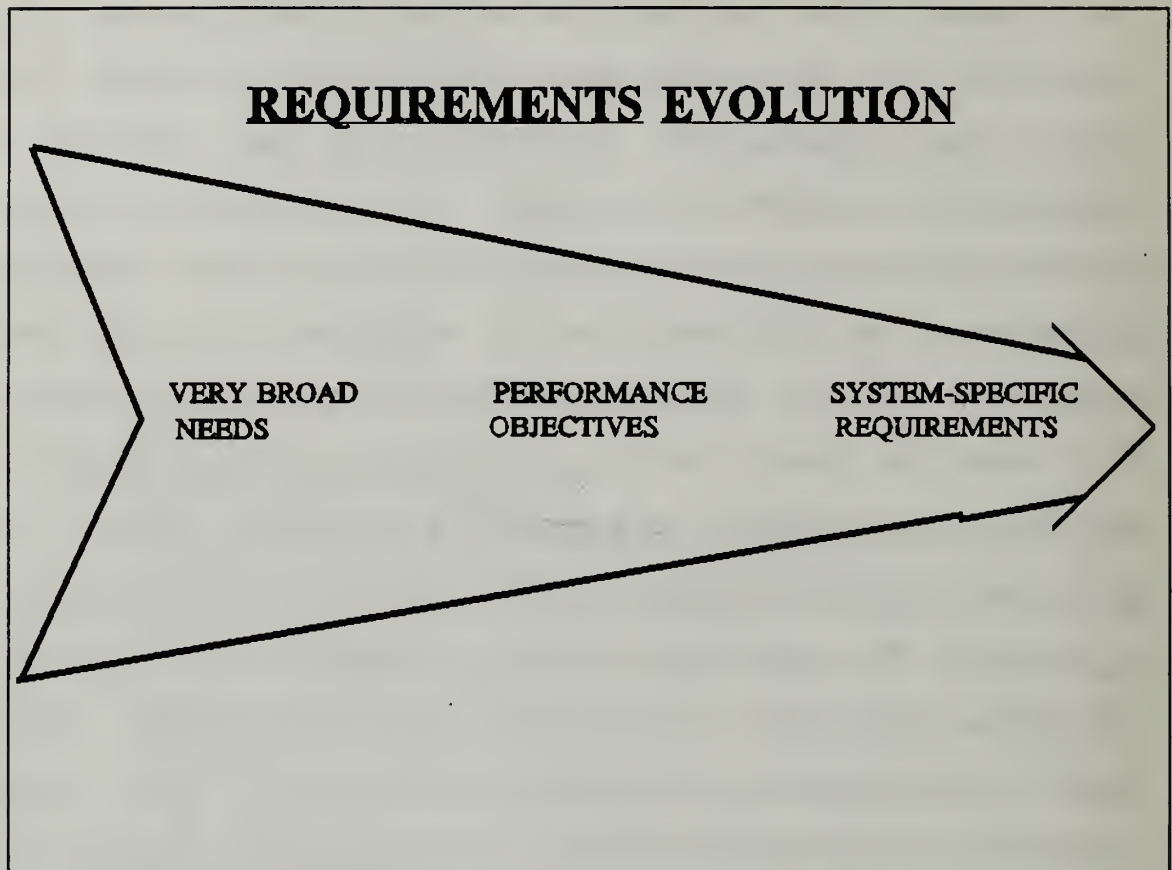 REQUIREMENTS EVOLUTION
VERY BROAD
NEEDS
PERFORMANCE
OBJECTIVES
SYSTEM-SPECIFIC
REQUIREMENTS